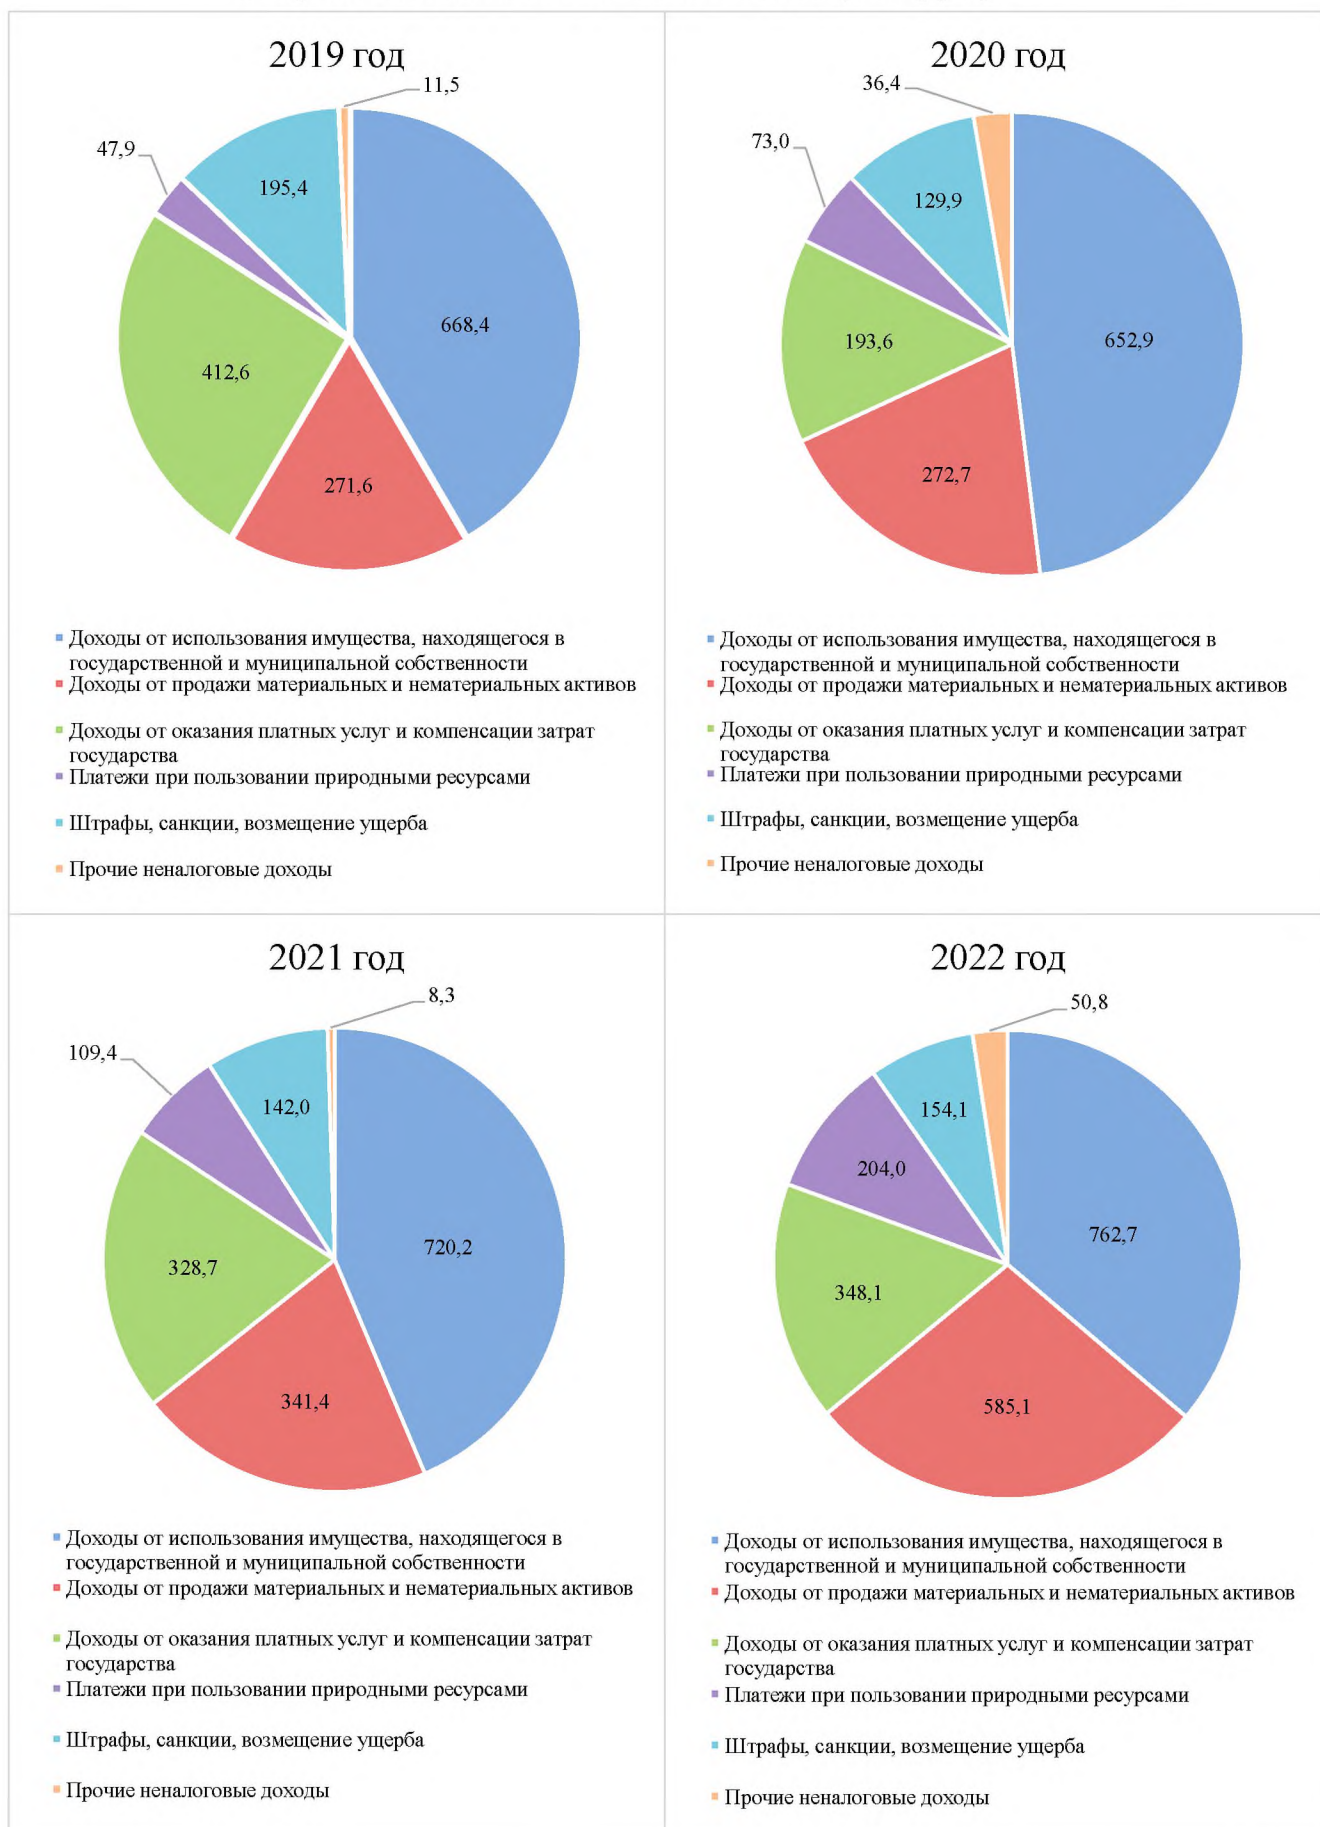 2019 год
11,5
47,9
195,4
668,4
412,6
271,6
Доходы от использования имущества, находящегося в
государственной и муниципальной собственности
Доходы от продажи материальных и нематериальных активов
Доходы от оказания платных услуг и компенсации затрат
государства
Платежи при пользовании природными ресурсами
Штрафы, санкции, возмещение ущерба
Прочие неналоговые доходы
2020 год
36,4
73,0
129,9
652,9
193,6
272,7
Доходы от использования имущества, находящегося в
государственной и муниципальной собственности
Доходы от продажи материальных и нематериальных активов
Доходы от оказания платных услуг и компенсации затрат
государства
Платежи при пользовании природными ресурсами
Штрафы, санкции, возмещение ущерба
Прочие неналоговые доходы
2021 год
8,3
109,4
142,0
720,2
328,7
341,4
Доходы от использования имущества, находящегося в
государственной и муниципальной собственности
Доходы от продажи материальных и нематериальных активов
Доходы от оказания платных услуг и компенсации затрат
государства
Платежи при пользовании природными ресурсами
Штрафы, санкции, возмещение ущерба
Прочие неналоговые доходы
2022 год
50,8
154,1
204,0
762,7
348,1
585,1
Доходы от использования имущества, находящегося в
государственной и муниципальной собственности
Доходы от продажи материальных и нематериальных активов
Доходы от оказания платных услуг и компенсации затрат
государства
Платежи при пользовании природными ресурсами
Штрафы, санкции, возмещение ущерба
Прочие неналоговые доходы